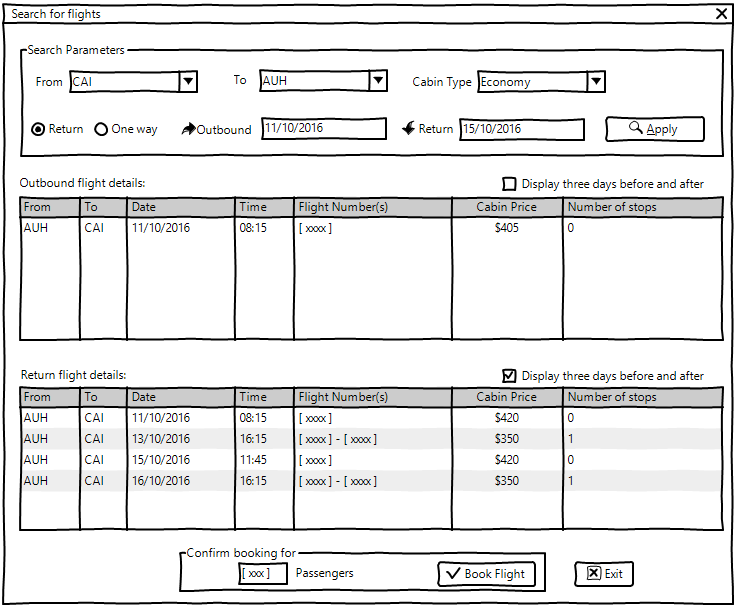 Search for flights
Search Parameters
From CAI To AUH Cabin Type Economy
Return One way Outbound 11/10/2016 Return 15/10/2016 Apply
Outbound flight details: Display three days before and after
From To Date Time Flight Number(s) Cabin Price Number of stops
AUH CAI 11/10/2016 08:15 [ xxxx ] $405 0
Return flight details: Display three days before and after
From To Date Time Flight Number(s) Cabin Price Number of stops
AUH CAI 11/10/2016 08:15 [ xxxx ] $420 0
AUH CAI 13/10/2016 16:15 [ xxxx ] - [ xxxx ] $350 1
AUH CAI 15/10/2016 11:45 [ xxxx ] $420 0
AUH CAI 16/10/2016 16:15 [ xxxx ] - [ xxxx ] $350 1
Confirm booking for
[ xxx ] Passengers Book Flight Exit